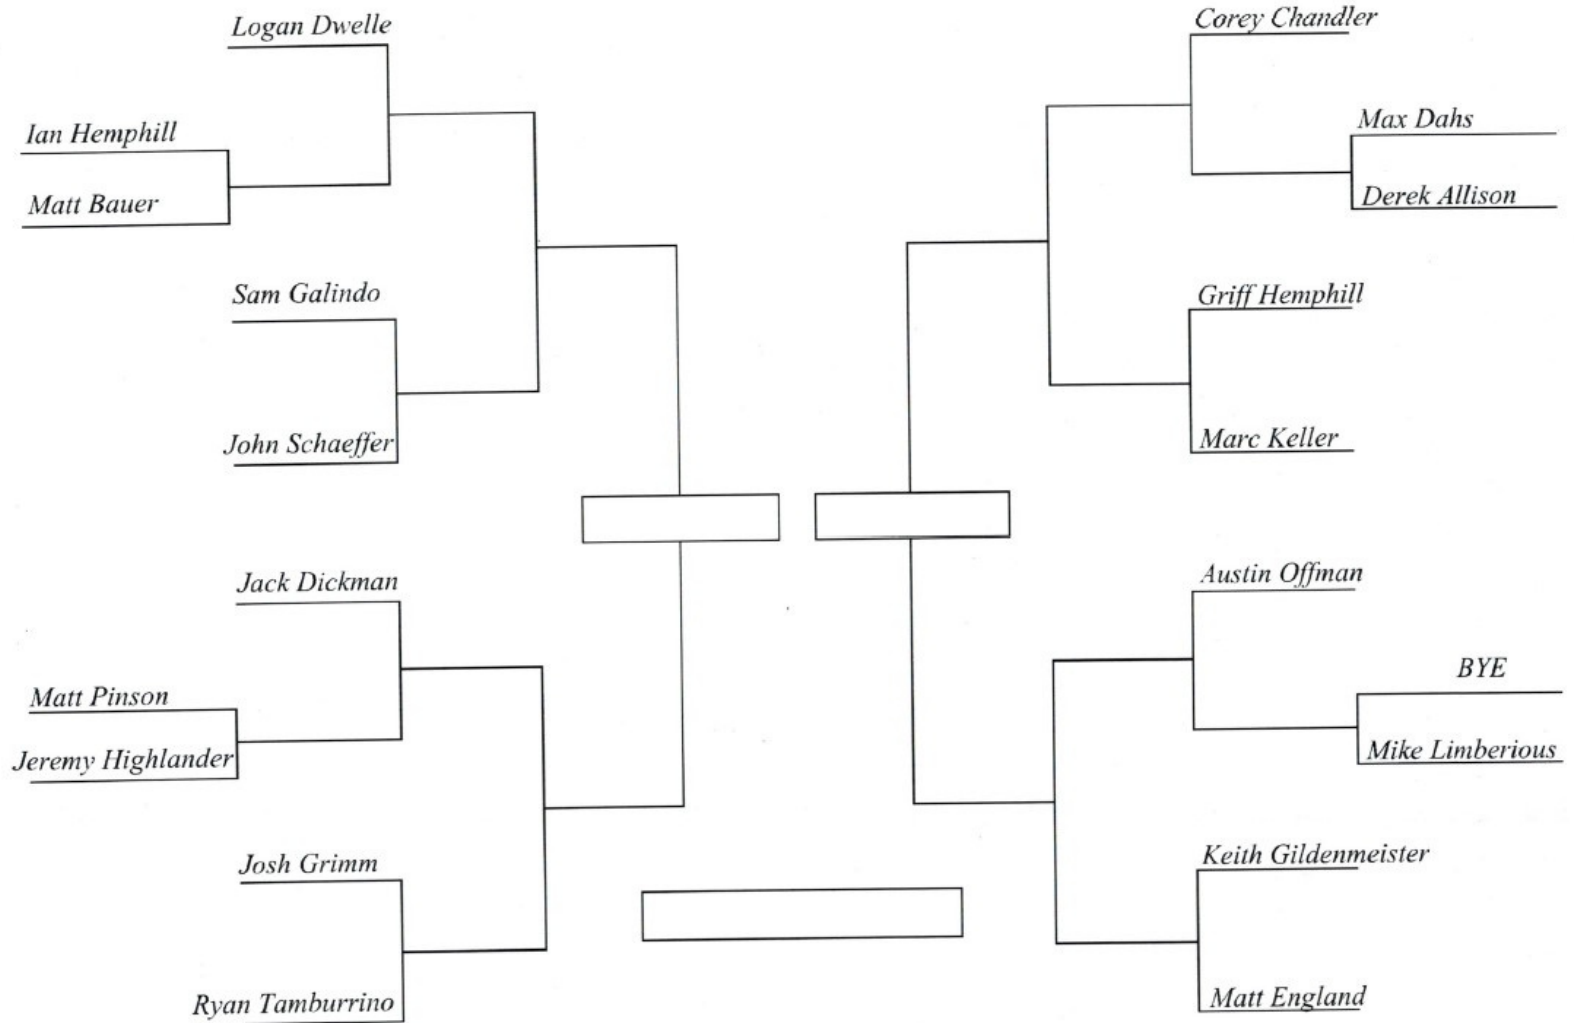 Logan Dwelle
Ian Hemphill
Matt Bauer
Sam Galindo
John Schaeffer
Jack Dickman
Matt Pinson
Jeremy Highlander
Josh Grimm
Ryan Tamburrino
Corey Chandler
Max Dahs
Derek Allison
Griff Hemphill
Marc Keller
Austin Offman
BYE
Mike Limberious
Keith Gildenmeister
Matt England